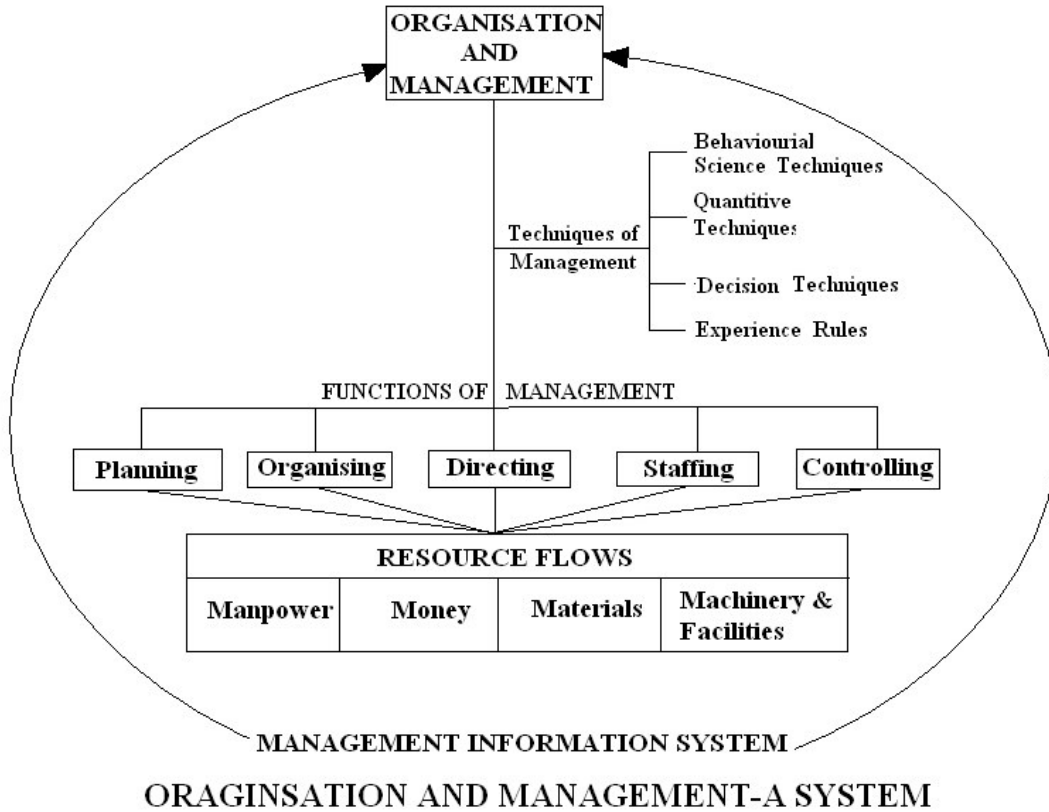 ORGANISATION
AND
MANAGEMENT
Behaviourial
Science Techniques
Quantitive
Techniques
Techniques of
Management
Decision Techniques
Experience Rules
FUNCTIONS OF MANAGEMENT
Planning
Organising
Directing
Staffing
Controlling
RESOURCE FLOWS
Manpower
Money
Materials
Machinery &
Facilities
MANAGEMENT INFORMATION SYSTEM
ORAGINSATION AND MANAGEMENT-A SYSTEM